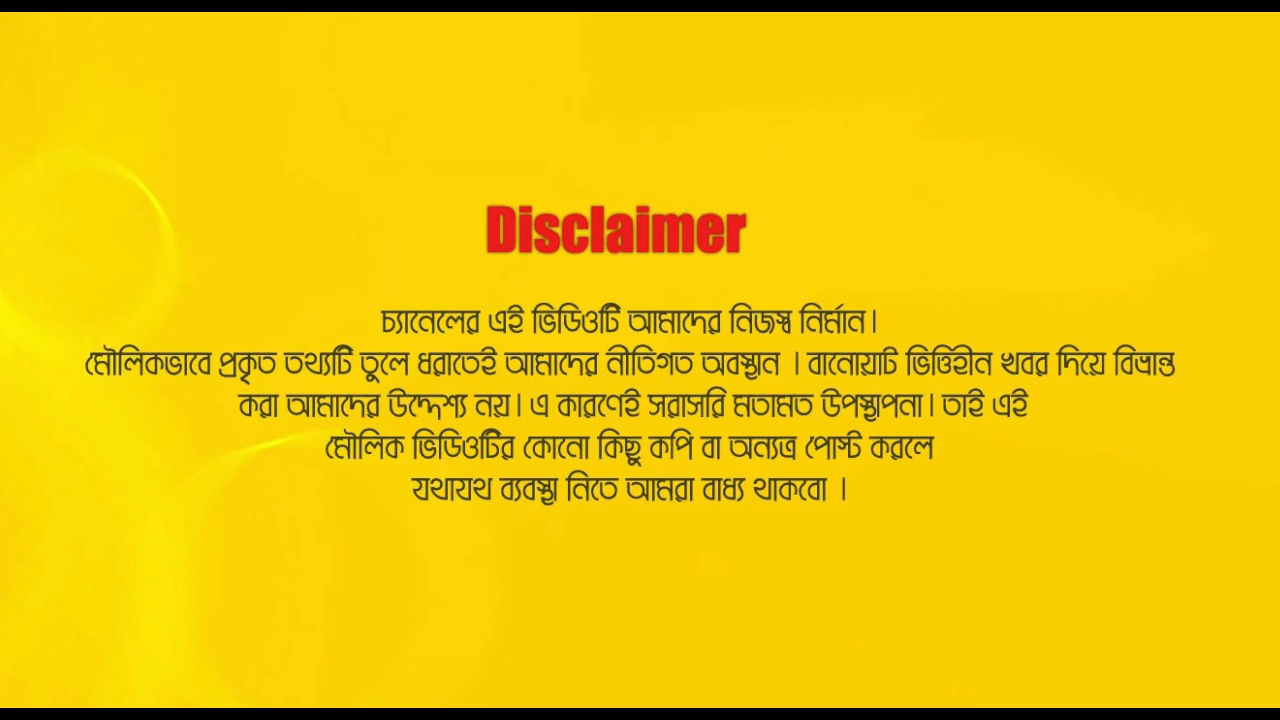 Disclaimer
চ্যানেলের এই ভিডিওটি আমাদের নিজস্ব নির্মান।
মৌলিকভাবে প্রকৃত তথ্যটি তুলে ধরাতেই আমাদের নীতিগত অবস্থান । বানোয়াট ভিত্তিহীন খবর দিয়ে বিভ্রান্ত
করা আমাদের উদ্দেশ্য নয়। এ কারণেই সরাসরি মতামত উপস্থাপনা। তাই এই
মৌলিক ভিডিওটির কোনো কিছু কপি বা অন্যত্র পোস্ট করলে
যথাযথ ব্যবস্থা নিতে আমরা বাধ্য থাকবো ।